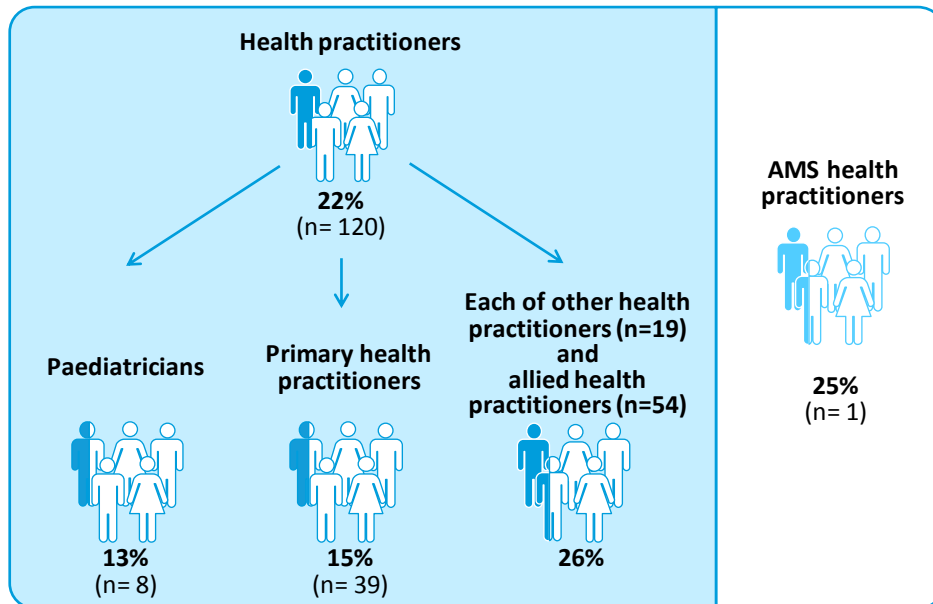 Health practitioners
22%
(n= 120)
Paediatricians
13%
(n= 8)
Primary health
practitioners
15%
(n= 39)
Each of other health
practitioners (n=19)
and
allied health
practitioners (n=54)
26%
AMS health
practitioners
25%
(n= 1)